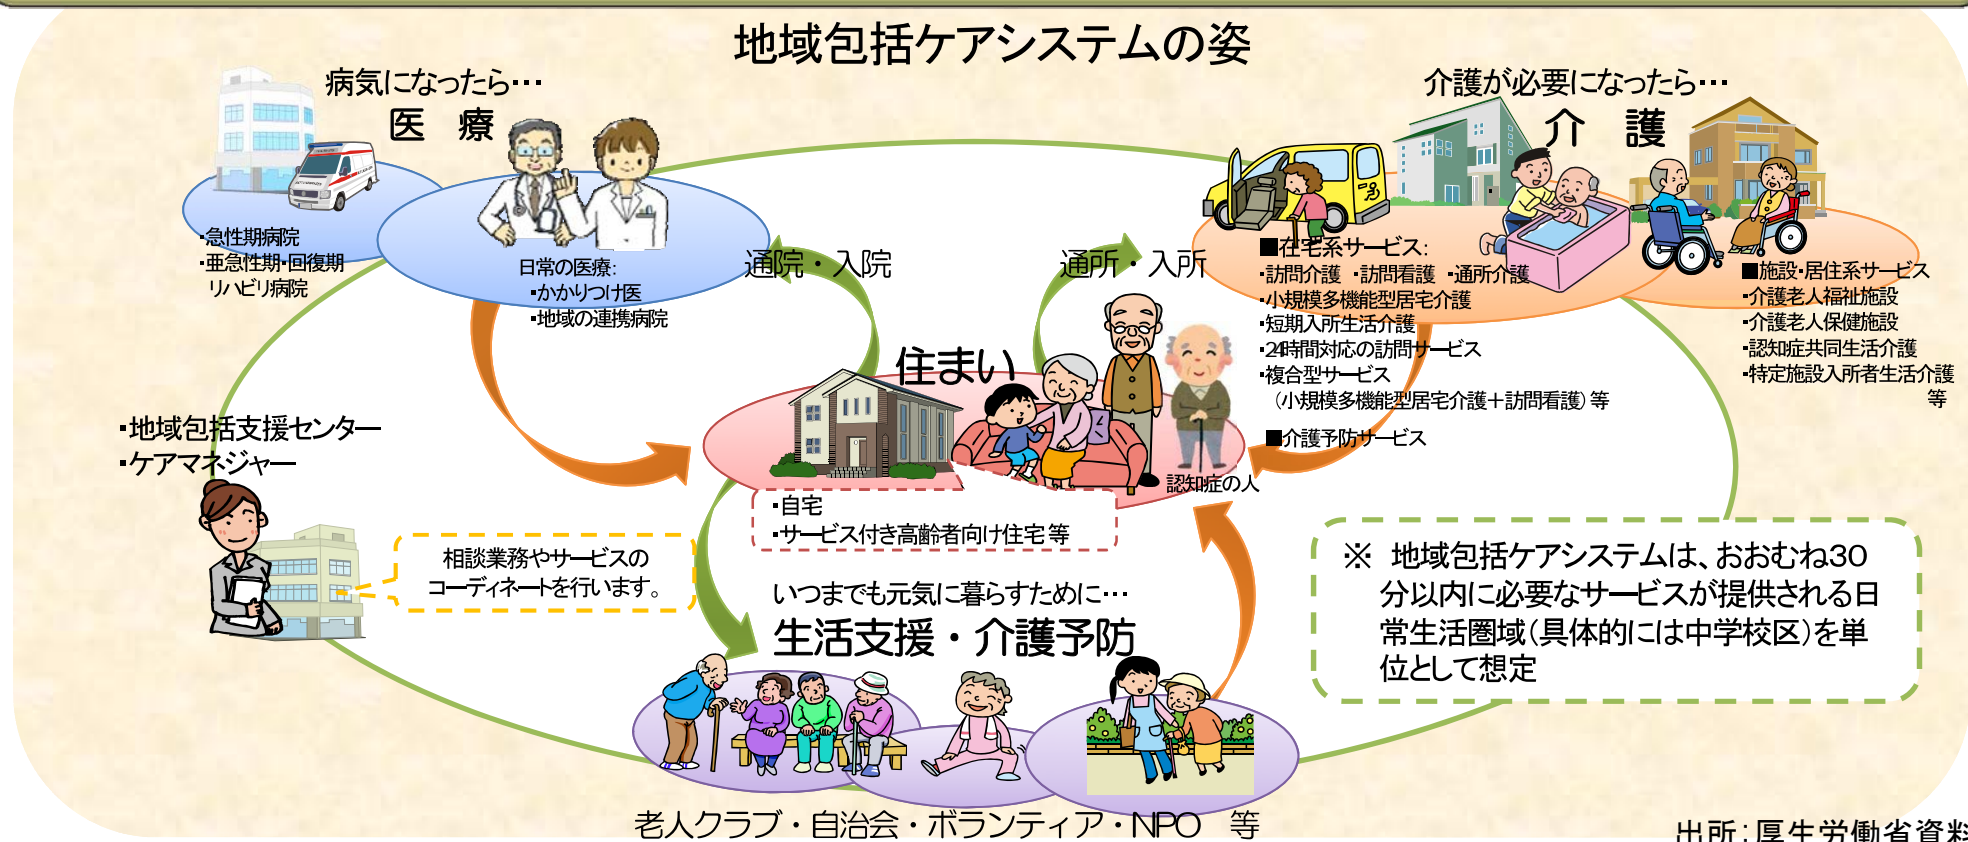 地域包括ケアシステムの姿
病気になったら･･･
医 療
・急性期病院
・亜急性期・回復期
リハビリ病院
日常の医療:
・かかりつけ医
・地域の連携病院
通院・入院
通所・入所
介護が必要になったら･･･
介 護
■在宅系サービス:
・訪問介護 ・訪問看護 ・通所介護
・小規模多機能型居宅介護
・短期入所生活介護
・24時間対応の訪問サービス
・複合型サービス
（小規模多機能型居宅介護＋訪問看護）等
■介護予防サービス
■施設・居住系サービス
・介護老人福祉施設
・介護老人保健施設
・認知症共同生活介護
・特定施設入所者生活介護
等
住まい
認知症の人
・自宅
・サービス付き高齢者向け住宅 等
・地域包括支援センター
・ケアマネジャー
相談業務やサービスの
コーディネートを行います。
いつまでも元気に暮らすために･･･
生活支援・介護予防
老人クラブ・自治会・ボランティア・NPO 等
※ 地域包括ケアシステムは、おおむね30
分以内に必要なサービスが提供される日
常生活圏域（具体的には中学校区）を単
位として想定
出所：厚生労働省資料